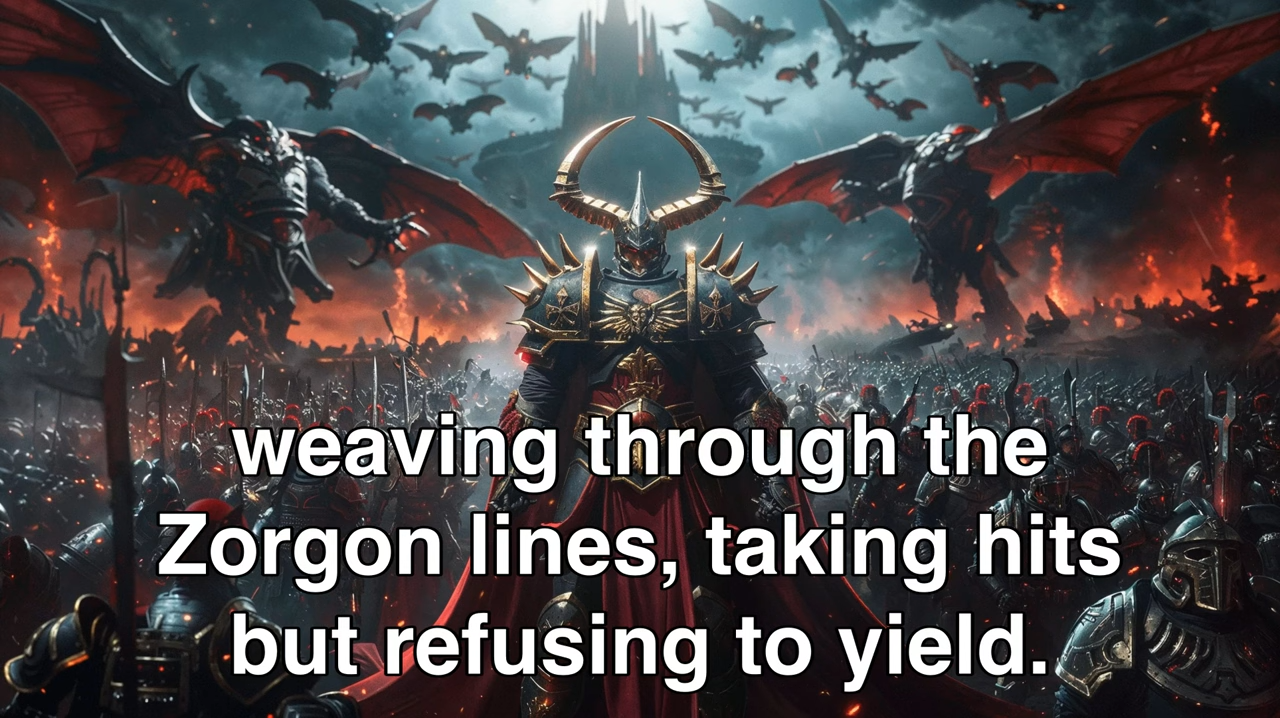 weaving through the
Zorgon lines, taking hits
but refusing to yield.